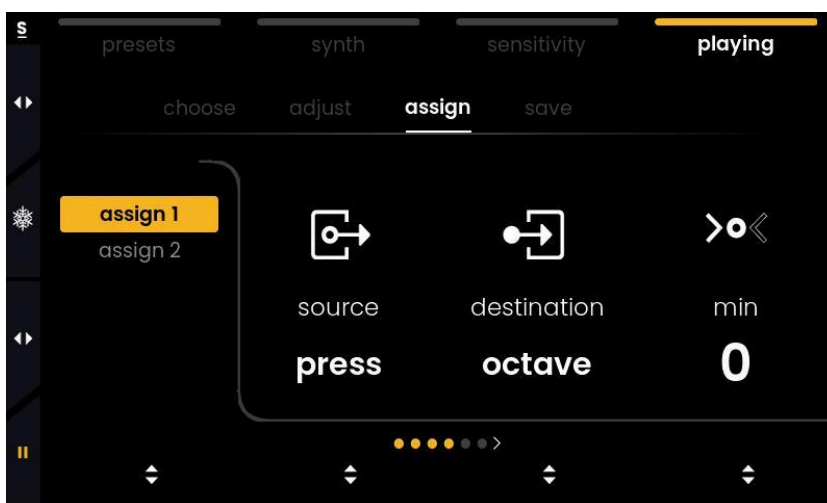 S
presets synth sensitivity playing
choose adjust assign save
assign 1
assign 2
source destination min
press octave 0